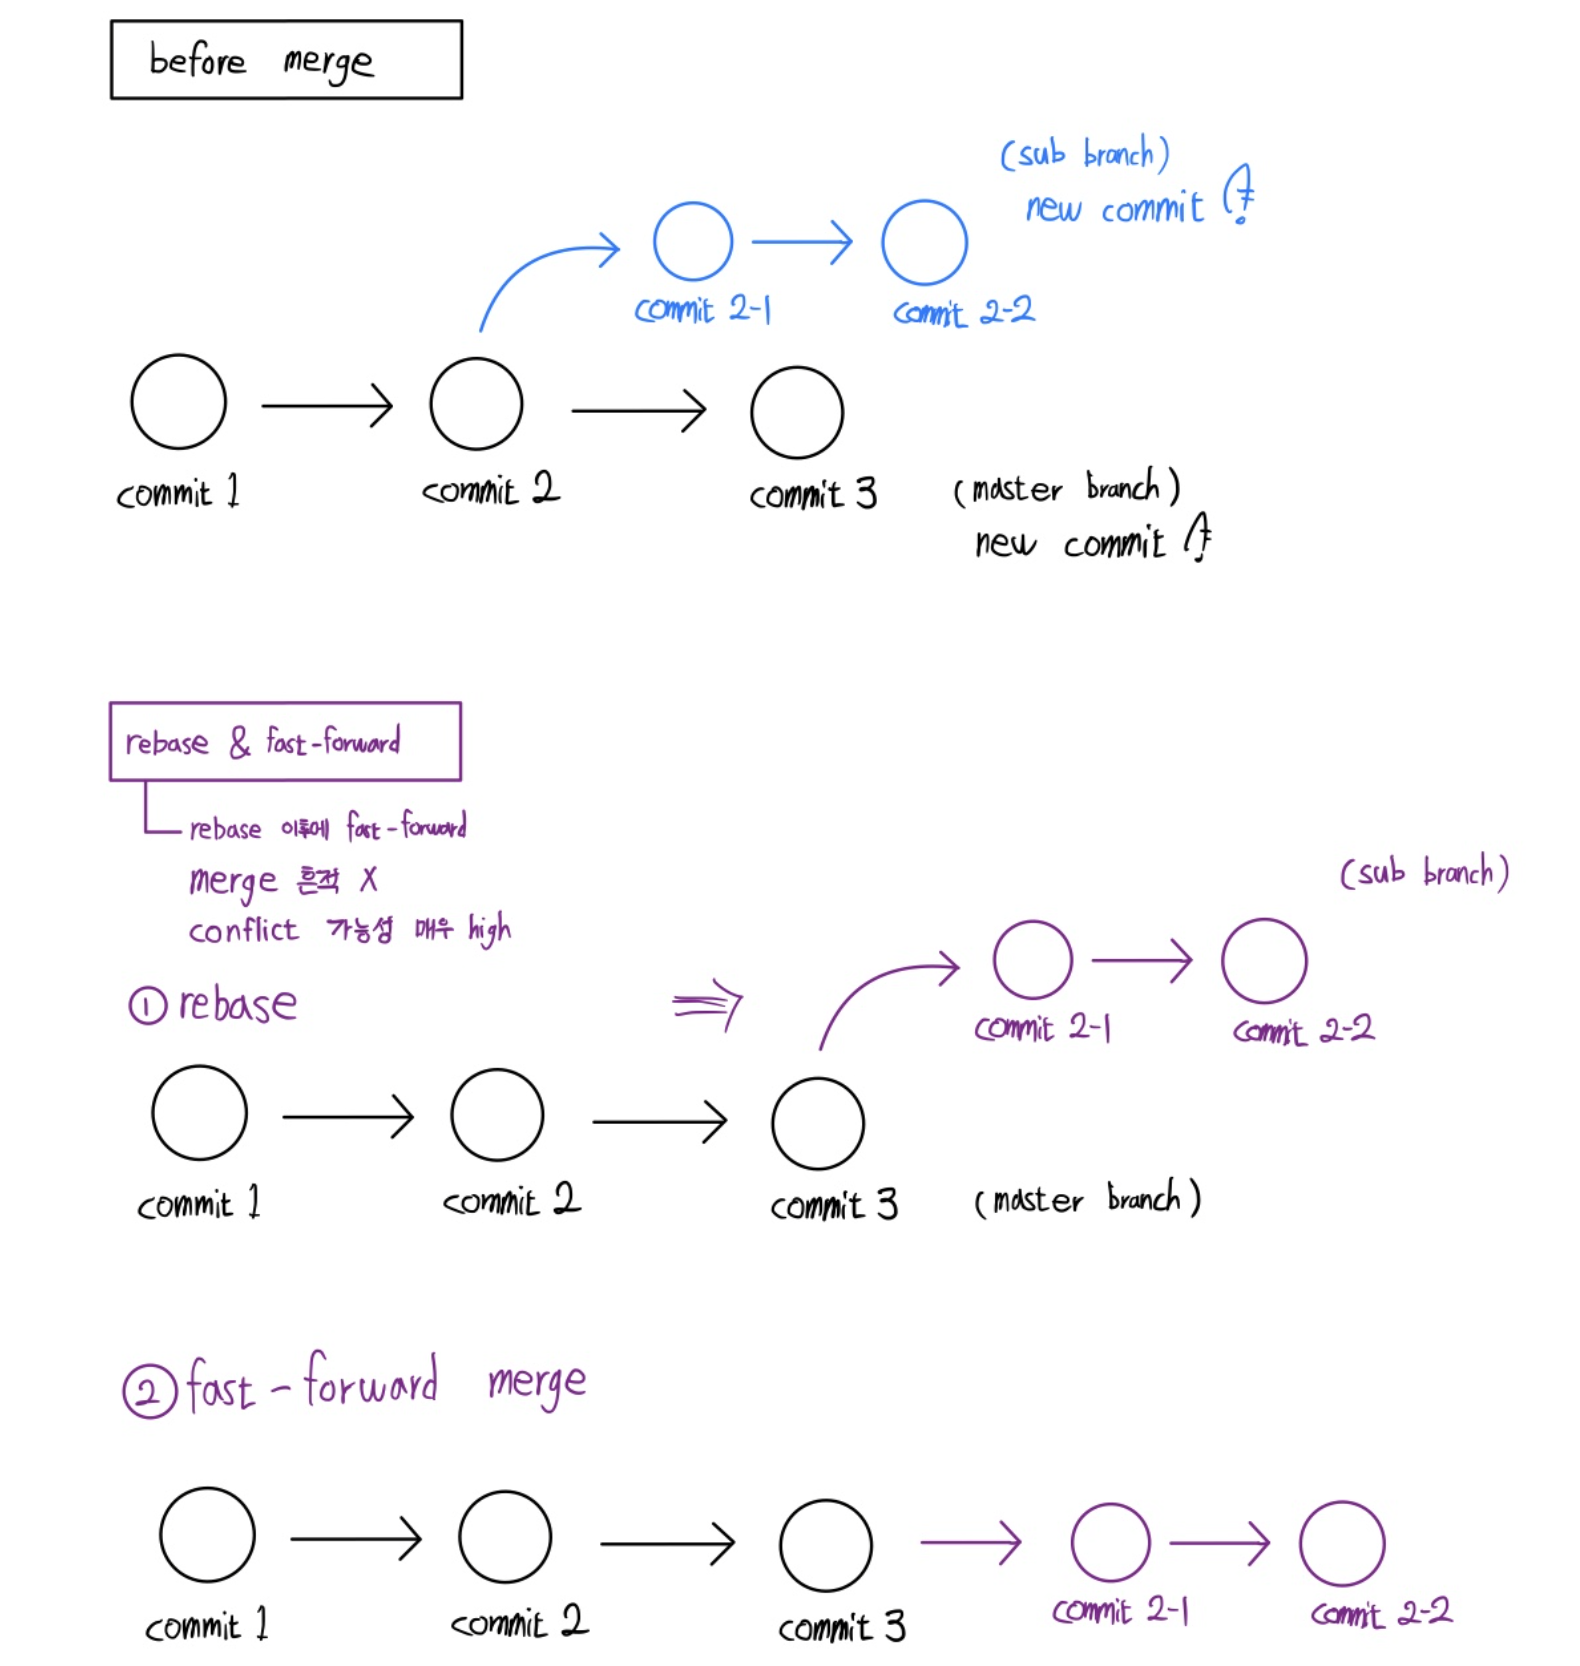 before merge
(sub branch)
new commit 有
commit 2-1
commit 2-2
commit 1
commit 2
commit 3
(master branch)
new commit 有
rebase & fast-forward
rebase 이후에 fast-forward
merge 흔적 X
conflict 가능성 매우 high
(sub branch)
① rebase
⇒
commit 2-1
commit 2-2
commit 1
commit 2
commit 3
(master branch)
② fast-forward merge
commit 1
commit 2
commit 3
commit 2-1
commit 2-2